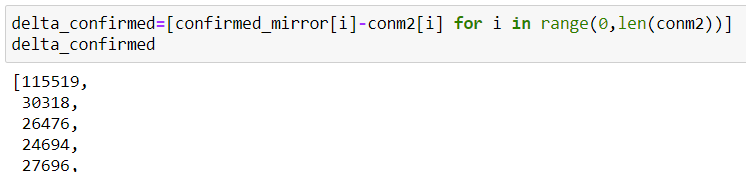 delta_confirmed=[confirmed_mirror[i]-conm2[i] for i in range(0,len(conm2))]
delta_confirmed
[115519,
30318,
26476,
24694,
27696,